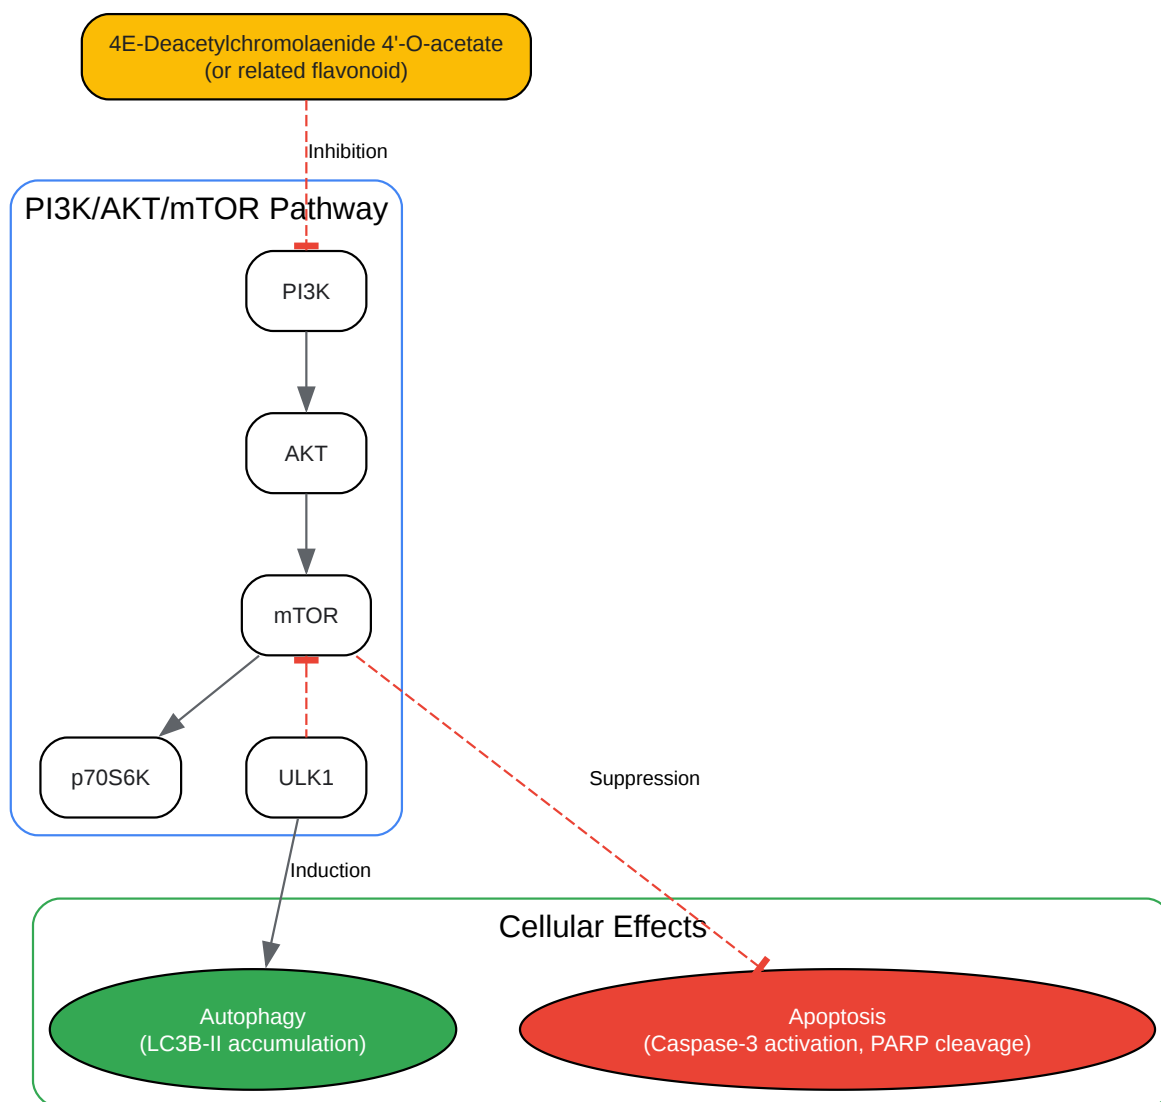 4E-Deacetylchromolaenide 4'-O-acetate
(or related flavonoid)
Inhibition
PI3K/AKT/mTOR Pathway
PI3K
AKT
mTOR
p70S6K
ULK1
Suppression
Induction
Cellular Effects
Autophagy
(LC3B-II accumulation)
Apoptosis
(Caspase-3 activation, PARP cleavage)